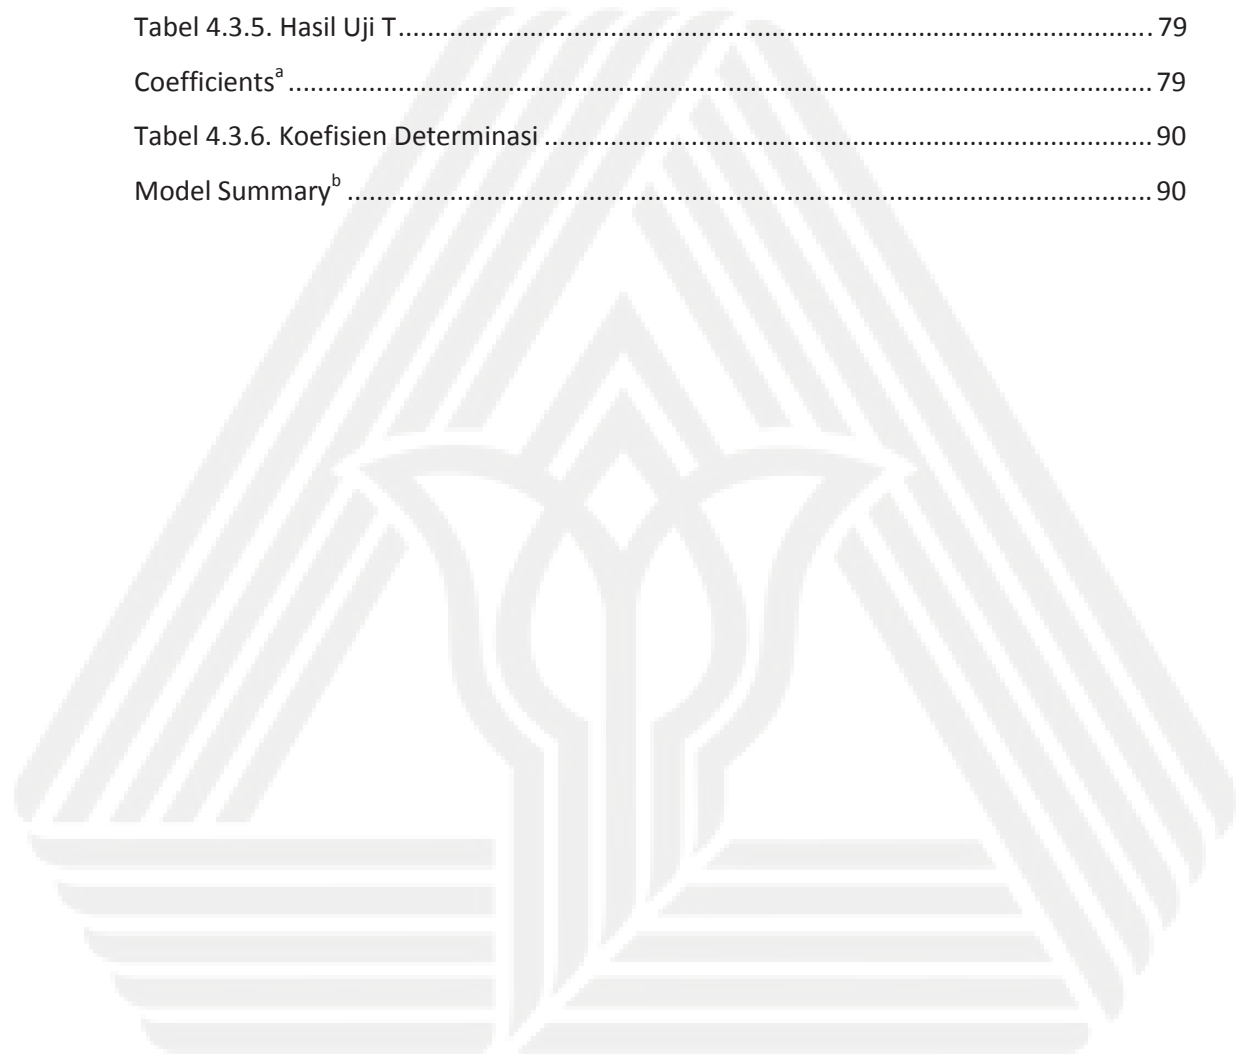 Tabel 4.3.5. Hasil Uji T.................................................................................................... 79
Coefficientsᵃ ................................................................................................................... 79
Tabel 4.3.6. Koefisien Determinasi ................................................................................. 90
Model Summaryᵇ ........................................................................................................... 90